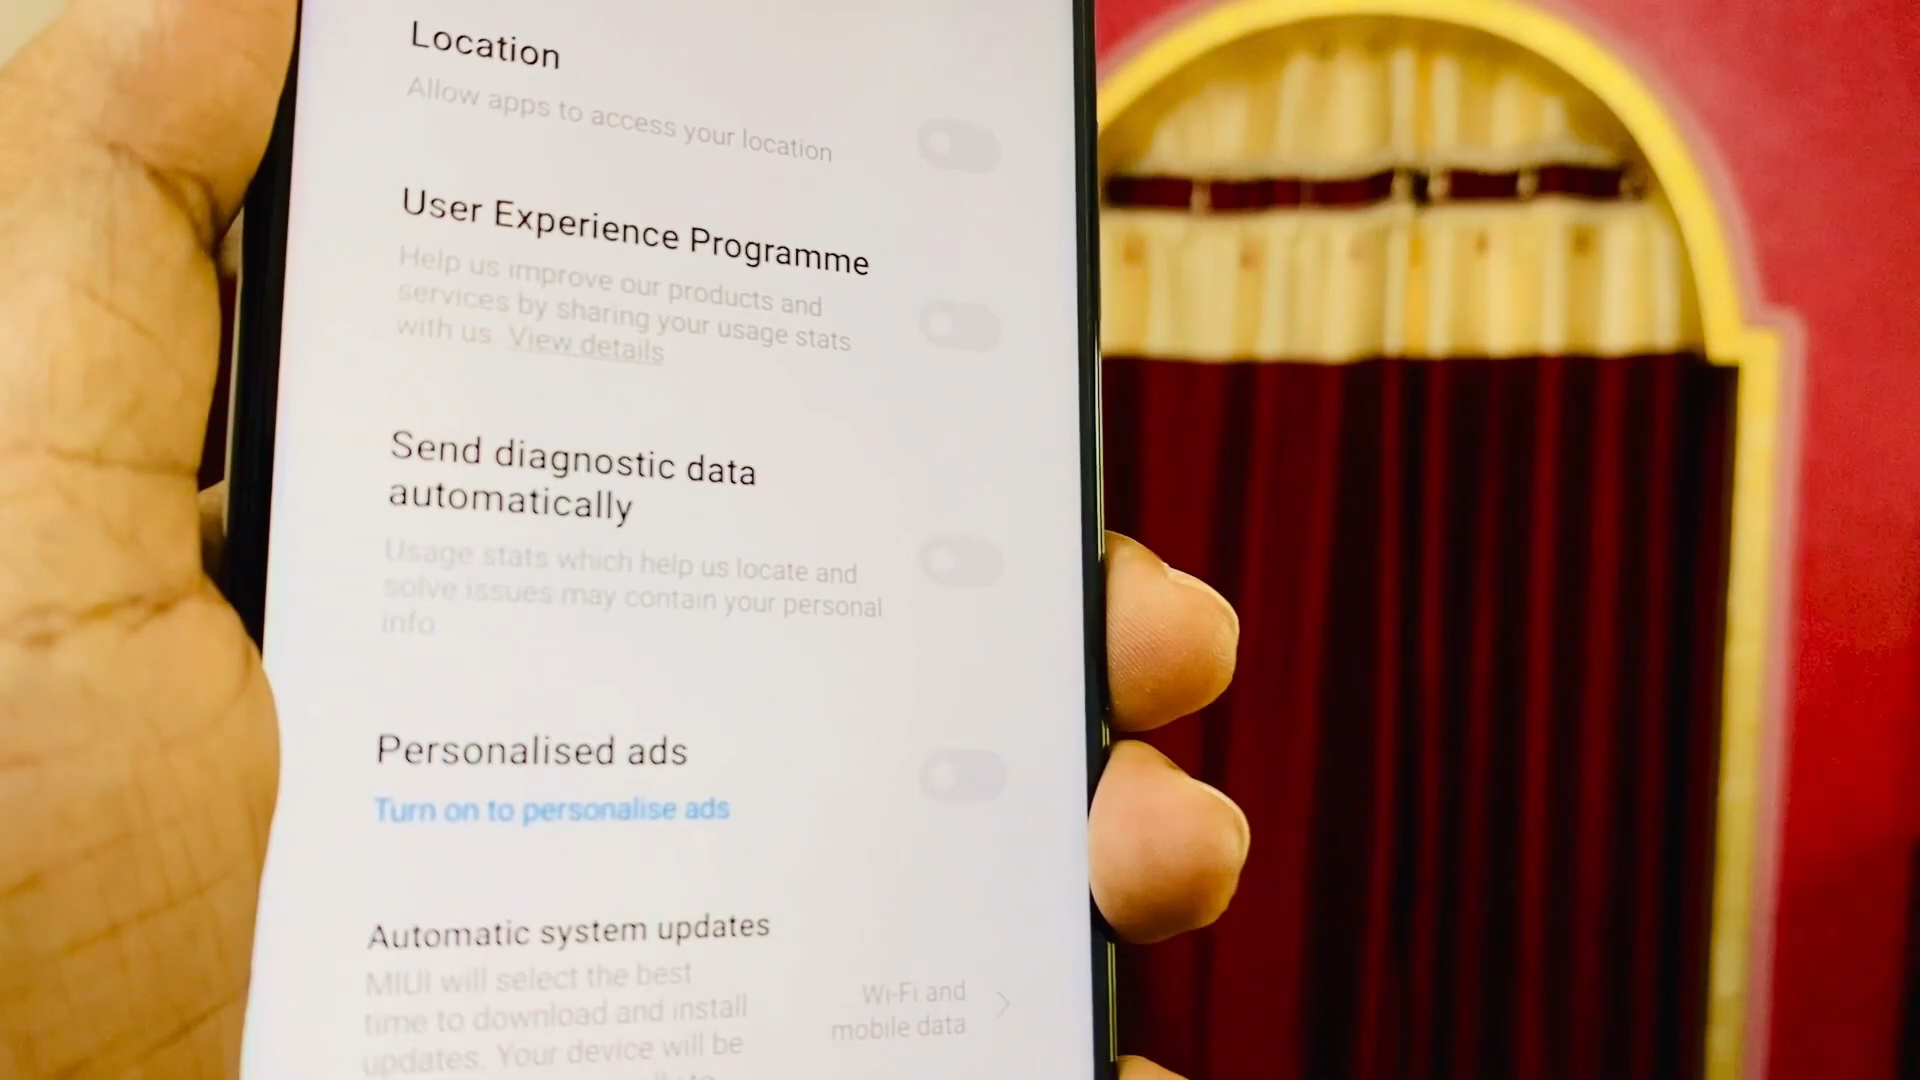 Location
Allow apps to access your location
User Experience Programme
Help us improve our products and
services by sharing your usage stats
with us. View details
Send diagnostic data
automatically
Usage stats which help us locate and
solve issues may contain your personal
info
Personalised ads
Turn on to personalise ads
Automatic system updates
MIUI will select the best
time to download and install
updates. Your device will be
Wi-Fi and
mobile data